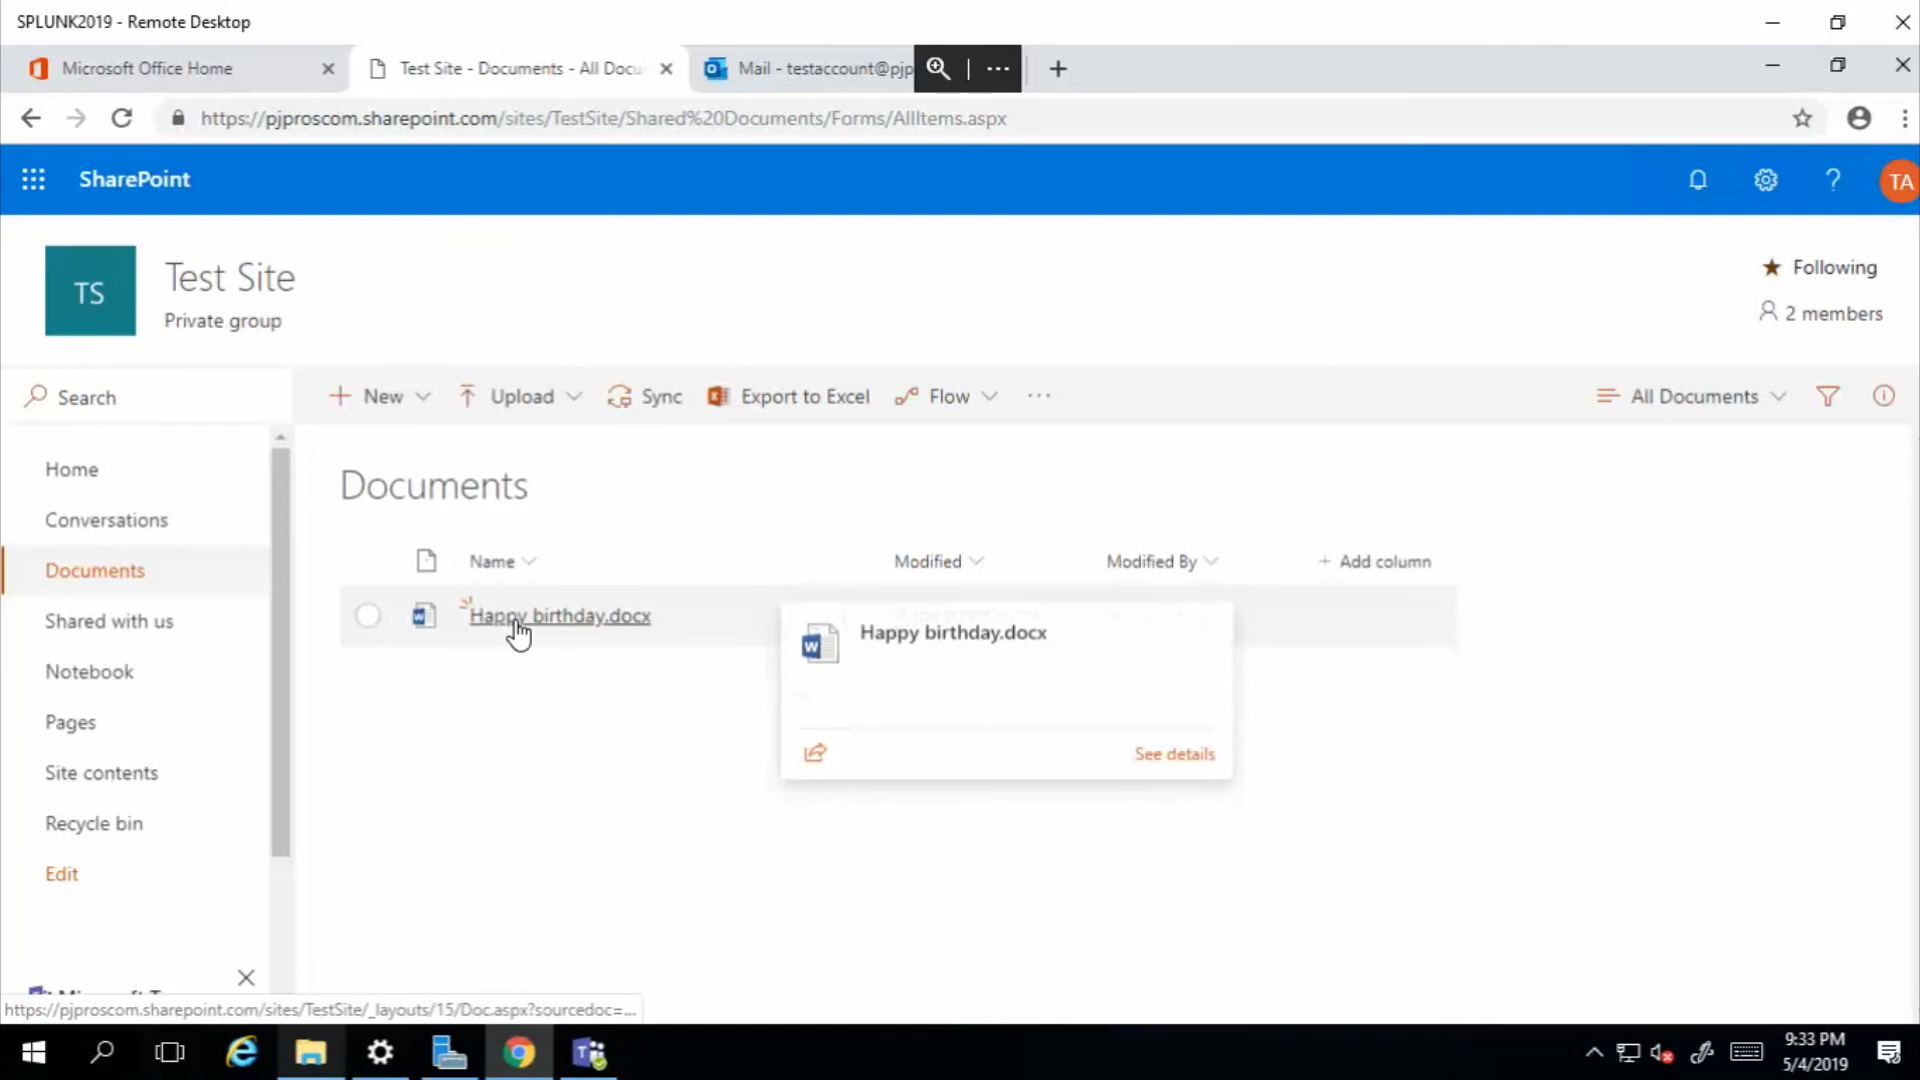 SPLUNK2019 - Remote Desktop
Microsoft Office Home
Test Site - Documents - All Docu
Mail - testaccount@pjp
https://pjproscom.sharepoint.com/sites/TestSite/Shared%20Documents/Forms/AllItems.aspx
SharePoint
TA
TS
Test Site
Private group
Following
2 members
Search
New
Upload
Sync
Export to Excel
Flow
All Documents
Home
Conversations
Documents
Shared with us
Notebook
Pages
Site contents
Recycle bin
Edit
Documents
Name
Modified
Modified By
Add column
Happy birthday.docx
Happy birthday.docx
See details
https://pjproscom.sharepoint.com/sites/TestSite/_layouts/15/Doc.aspx?sourcedoc=...
9:33 PM
5/4/2019